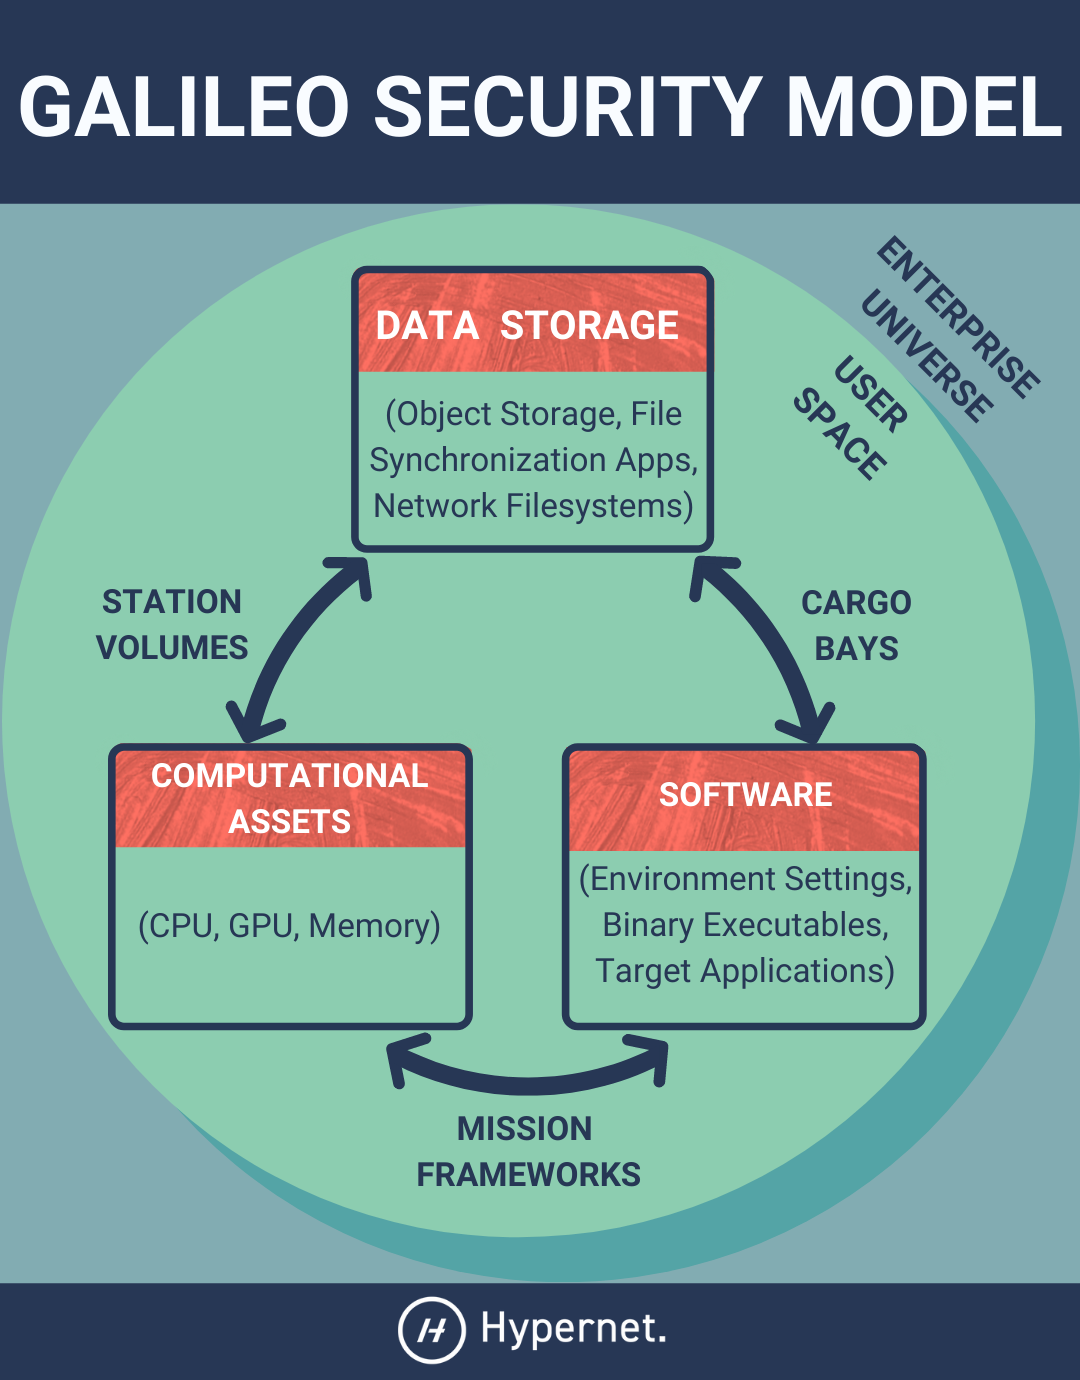 GALILEO SECURITY MODEL
ENTERPRISE
UNIVERSE
USER
SPACE
DATA STORAGE
(Object Storage, File
Synchronization Apps,
Network Filesystems)
STATION
VOLUMES
CARGO
BAYS
COMPUTATIONAL
ASSETS
(CPU, GPU, Memory)
SOFTWARE
(Environment Settings,
Binary Executables,
Target Applications)
MISSION
FRAMEWORKS
H Hypernet.